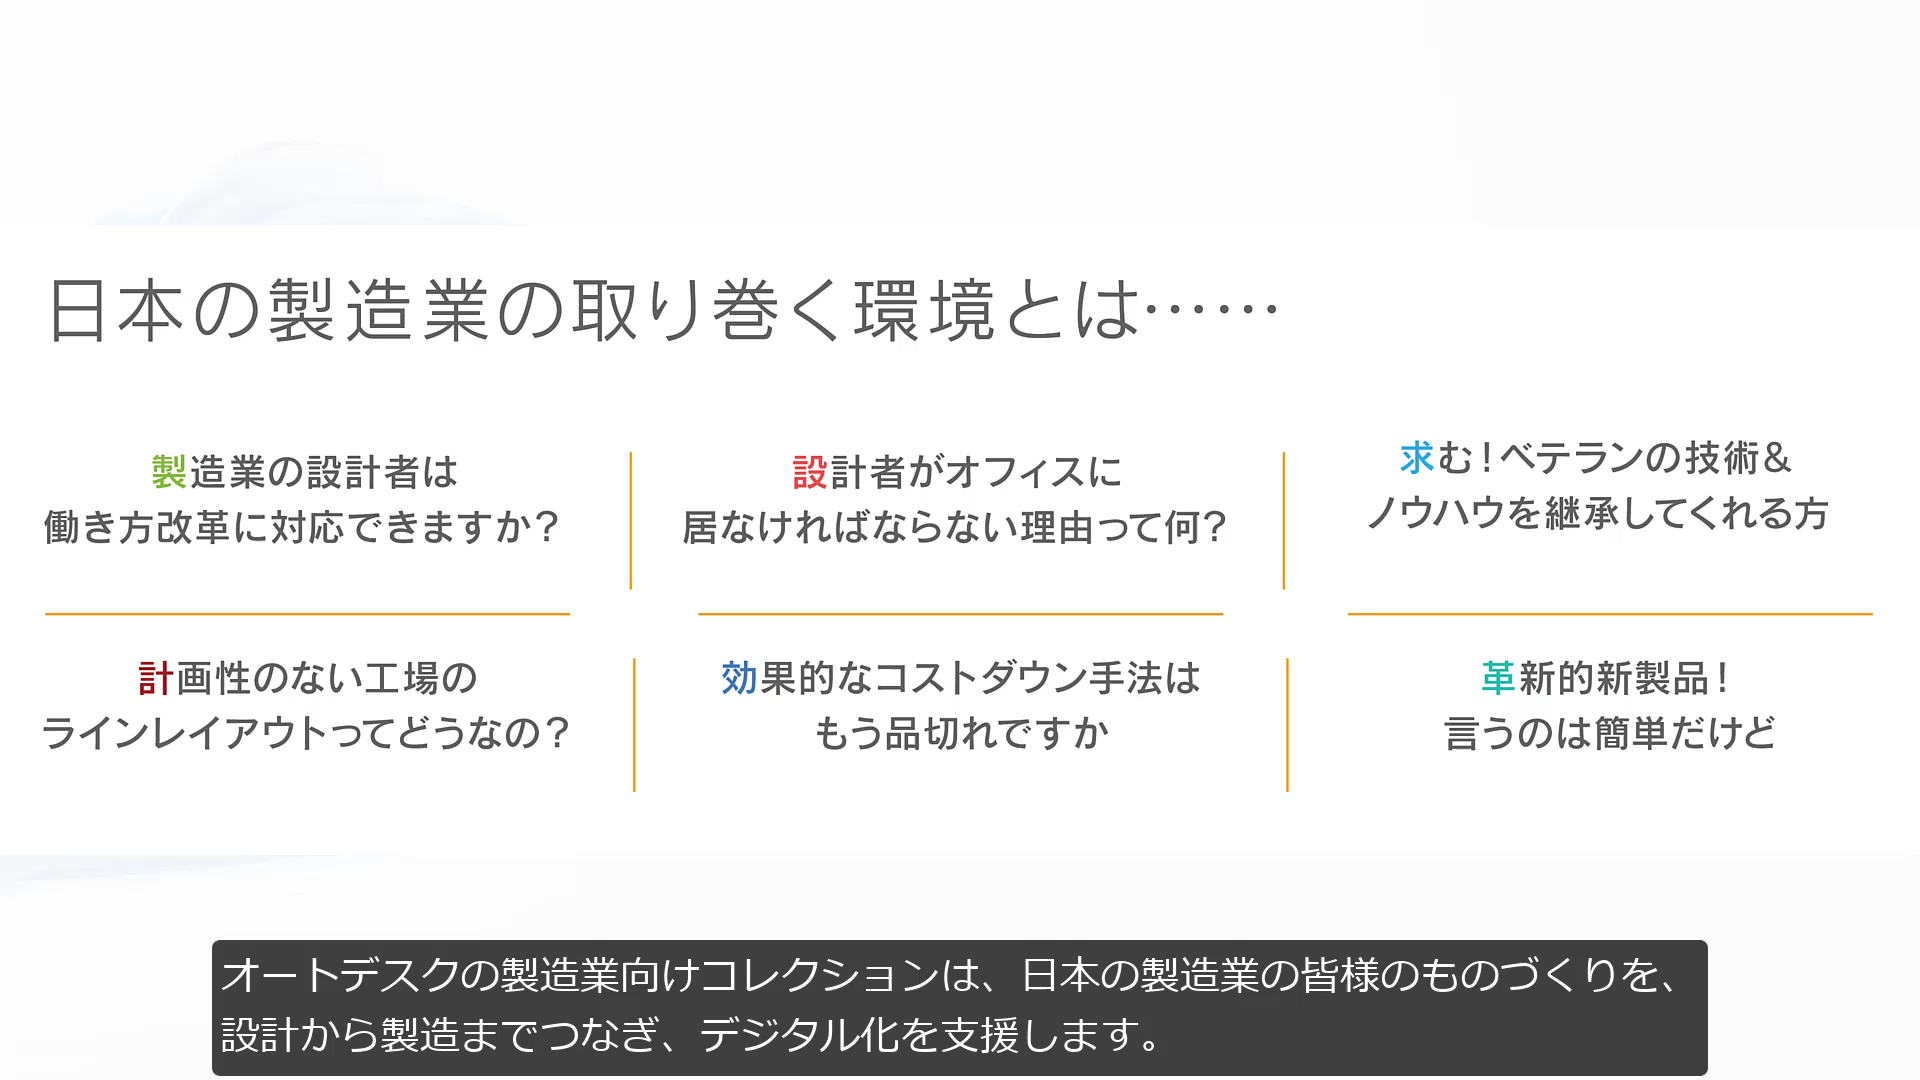 日本の製造業の取り巻く環境とは……
製造業の設計者は
働き方改革に対応できますか？
設計者がオフィスに
居なければならない理由って何？
求む！ベテランの技術＆
ノウハウを継承してくれる方
計画性のない工場の
ラインレイアウトってどうなの？
効果的なコストダウン手法は
もう品切れですか
革新的新製品！
言うのは簡単だけど
オートデスクの製造業向けコレクションは、日本の製造業の皆様のものづくりを、
設計から製造までつなぎ、デジタル化を支援します。